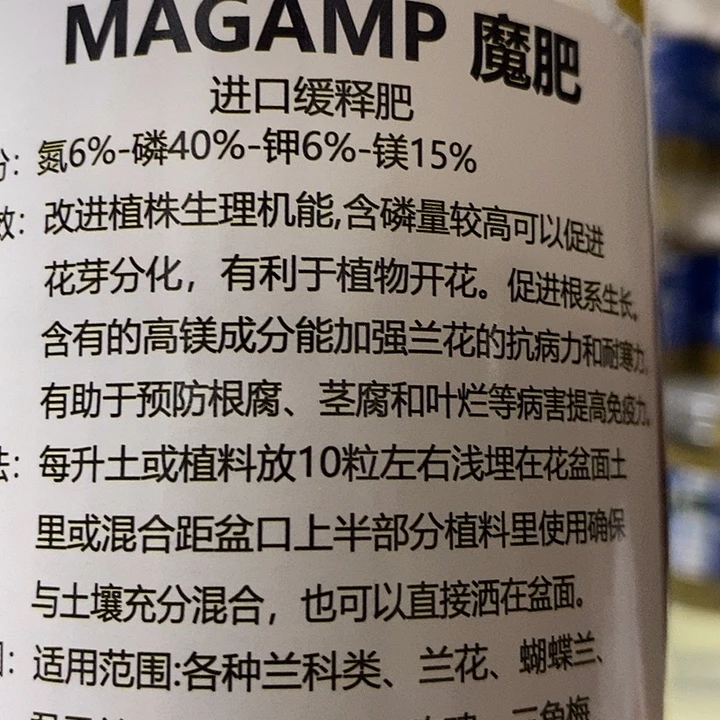 MAGAMP 魔肥
进口缓释肥
氮6%-磷40%-钾6%-镁15%
效：改进植株生理机能,含磷量较高可以促进
花芽分化，有利于植物开花。促进根系生长,
含有的高镁成分能加强兰花的抗病力和耐寒力,
有助于预防根腐、茎腐和叶烂等病害提高免疫力,
法：每升土或植料放10粒左右浅埋在花盆面土
里或混合距盆口上半部分植料里使用确保
与土壤充分混合，也可以直接洒在盆面。
适用范围:各种兰科类、兰花、蝴蝶兰、